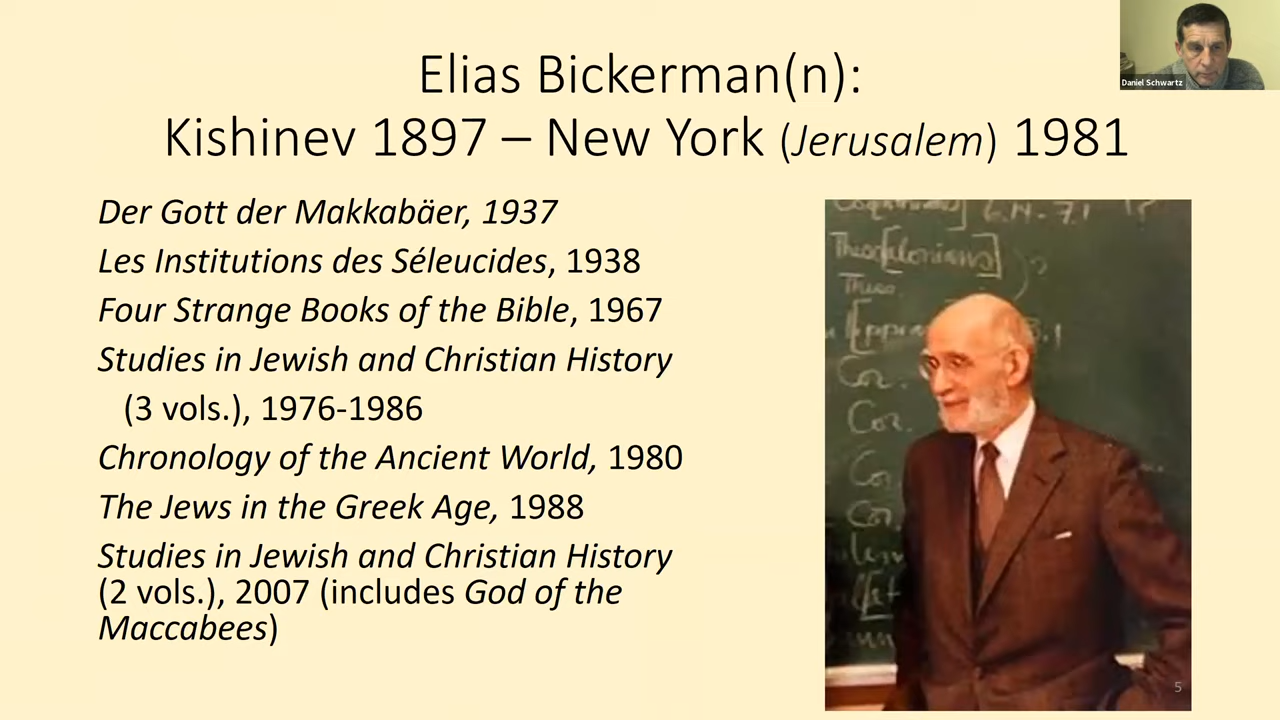 Elias Bickerman(n):
Kishinev 1897 – New York (Jerusalem) 1981
Daniel Schwartz
Der Gott der Makkabäer, 1937
Les Institutions des Séleucides, 1938
Four Strange Books of the Bible, 1967
Studies in Jewish and Christian History
(3 vols.), 1976-1986
Chronology of the Ancient World, 1980
The Jews in the Greek Age, 1988
Studies in Jewish and Christian History
(2 vols.), 2007 (includes God of the
Maccabees)
Cor.
Cor.
5